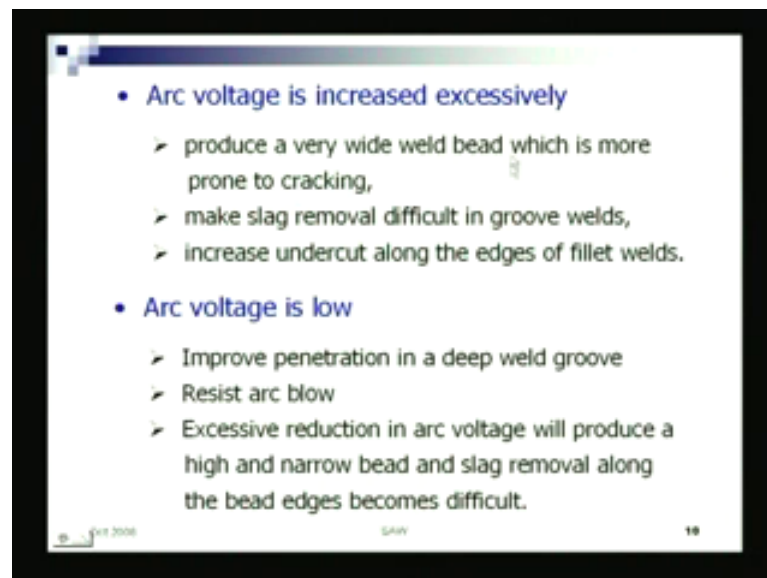 • Arc voltage is increased excessively
➢ produce a very wide weld bead which is more
prone to cracking,
➢ make slag removal difficult in groove welds,
➢ increase undercut along the edges of fillet welds.
• Arc voltage is low
➢ Improve penetration in a deep weld groove
➢ Resist arc blow
➢ Excessive reduction in arc voltage will produce a
high and narrow bead and slag removal along
the bead edges becomes difficult.
SAW 10